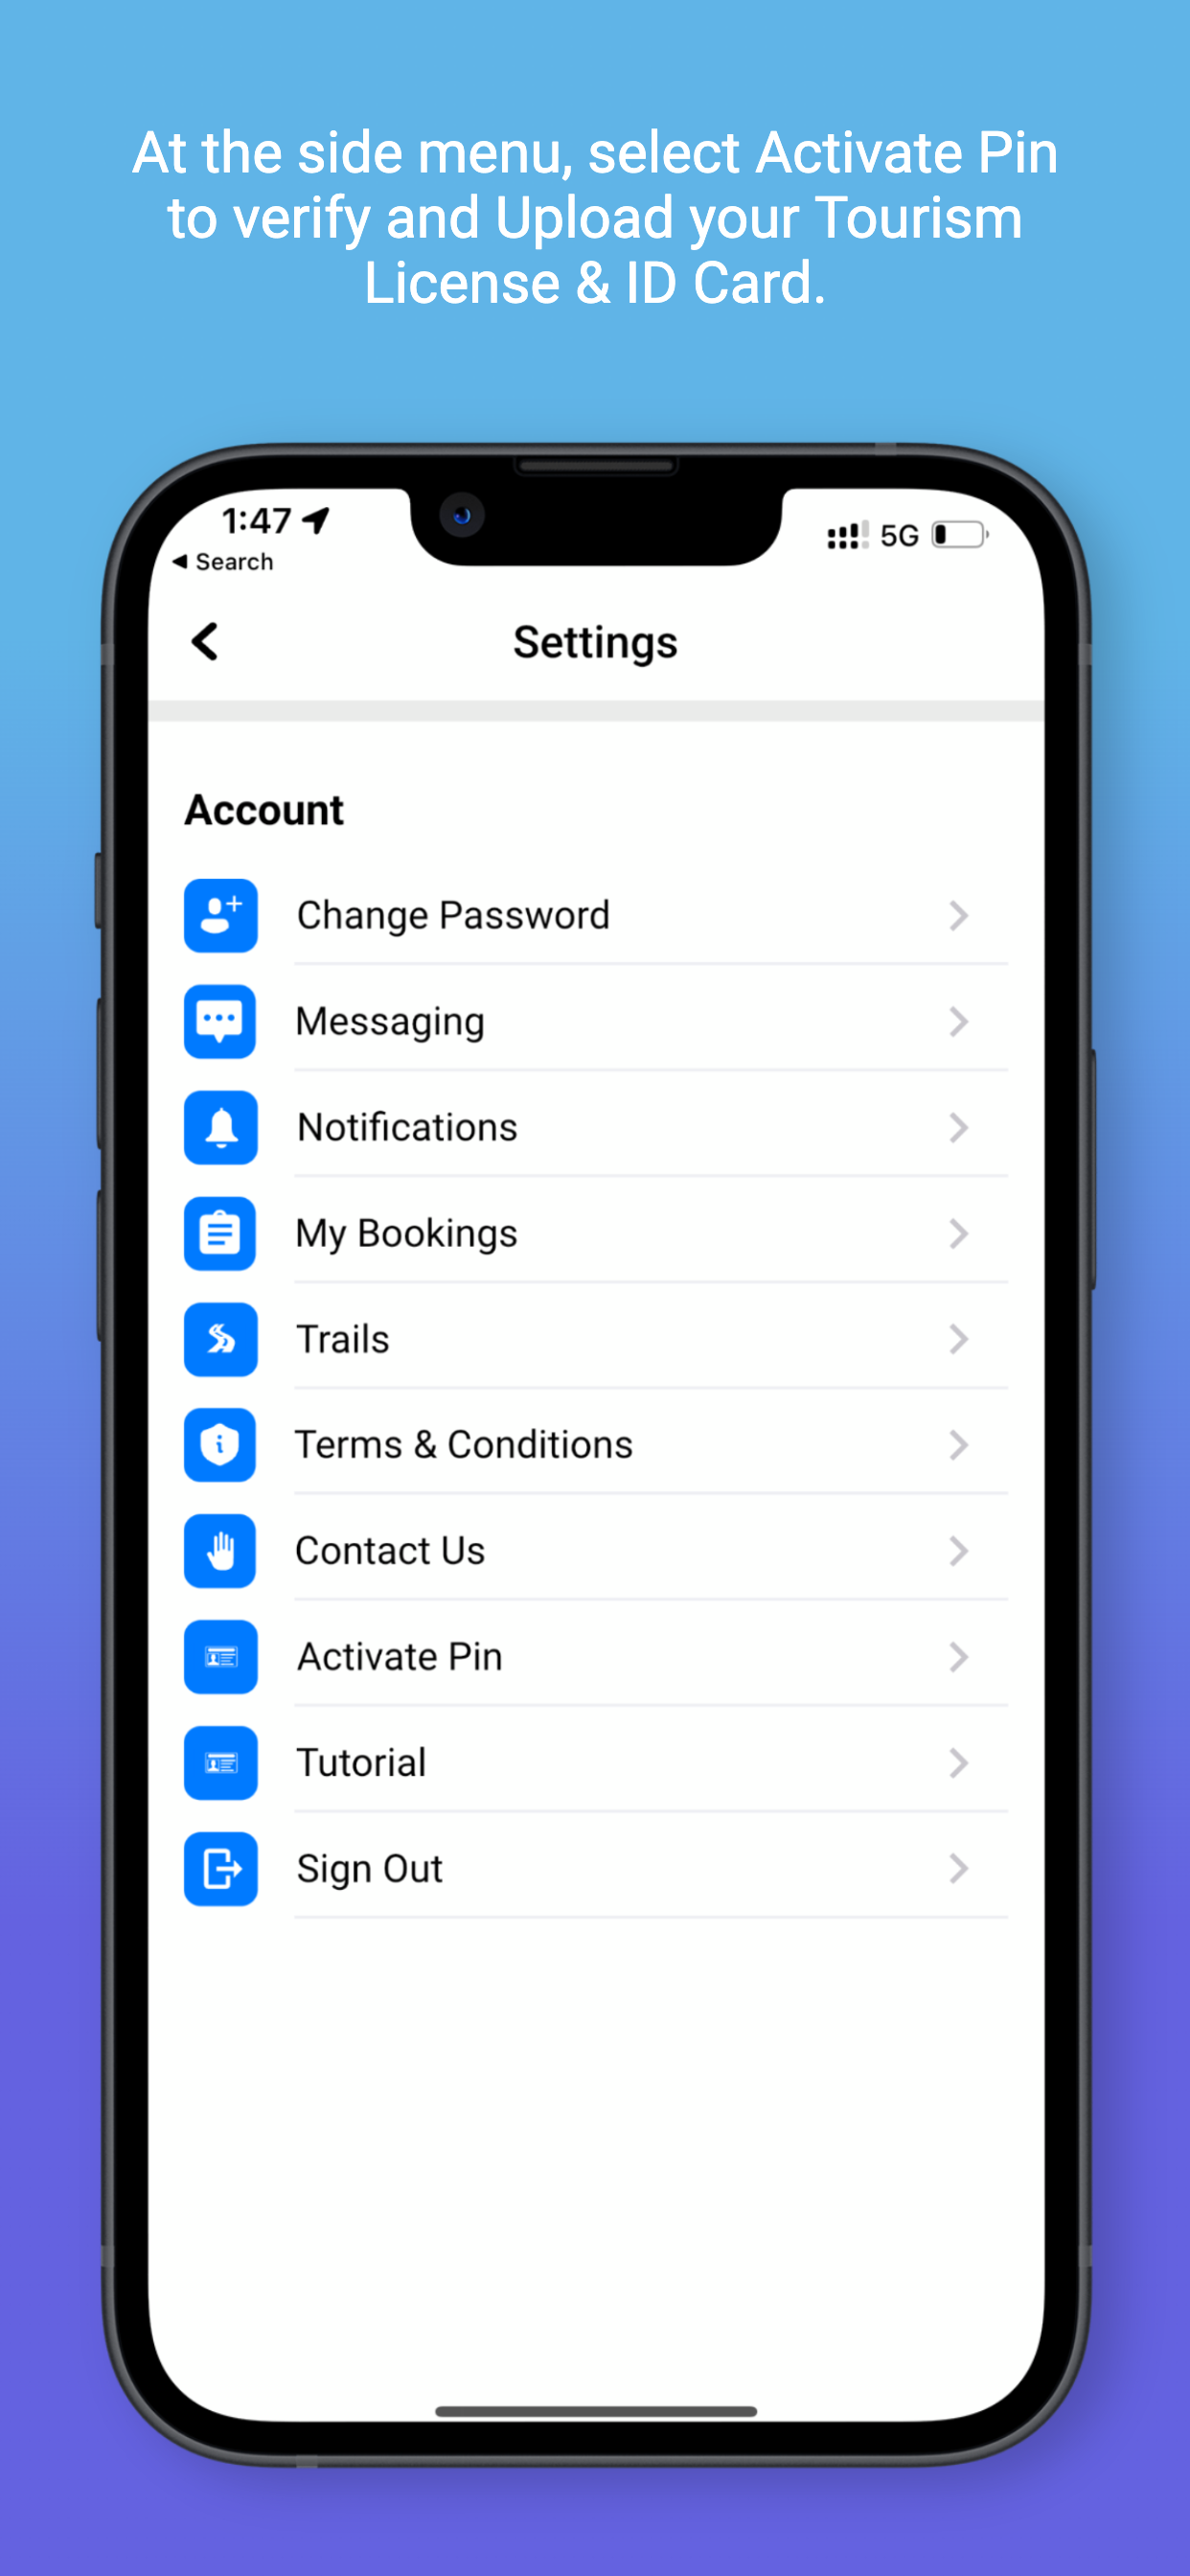 At the side menu, select Activate Pin
to verify and Upload your Tourism
License & ID Card.
1:47
5G
Search
Settings
Account
Change Password
Messaging
Notifications
My Bookings
Trails
Terms & Conditions
Contact Us
Activate Pin
Tutorial
Sign Out